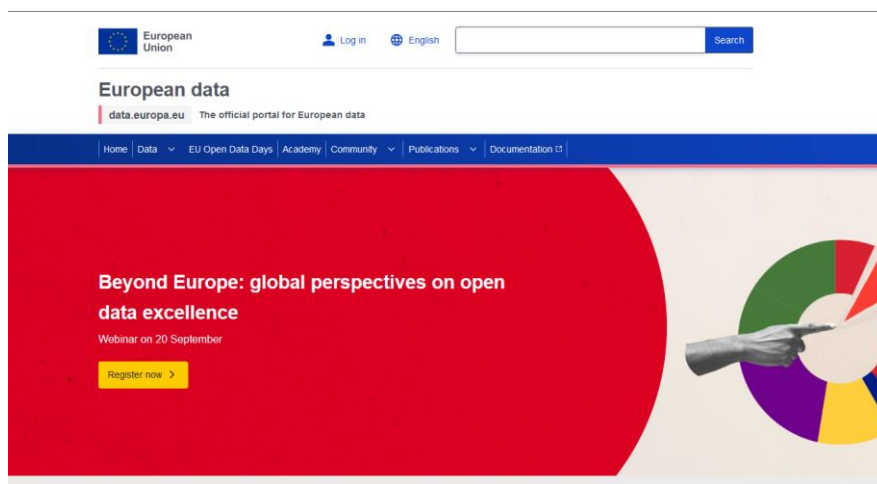 European
Union
Log in
English
Search
European data
data.europa.eu The official portal for European data
Home Data EU Open Data Days Academy Community Publications Documentation
Beyond Europe: global perspectives on open
data excellence
Webinar on 20 September
Register now